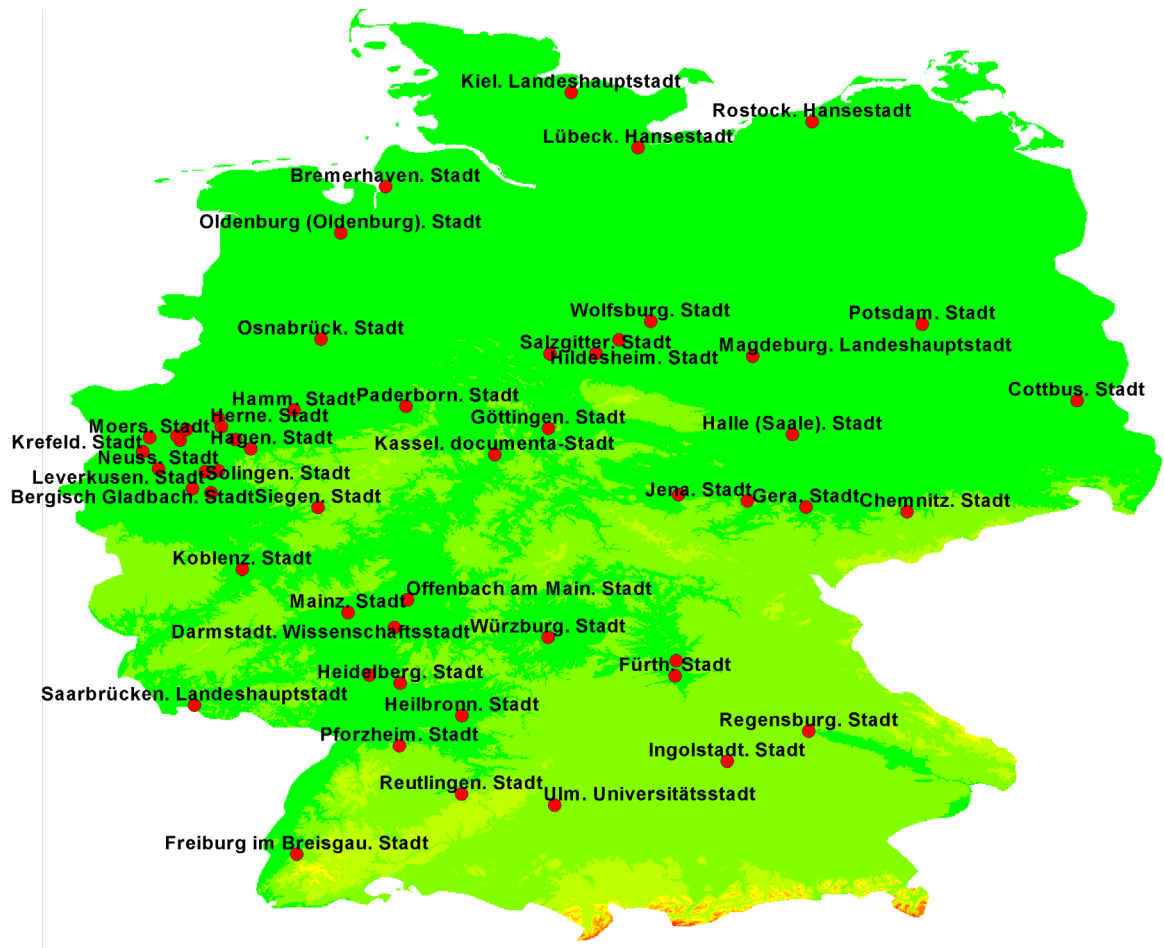 Kiel. Landeshauptstadt
Rostock. Hansestadt
Lübeck. Hansestadt
Bremerhaven. Stadt
Oldenburg (Oldenburg). Stadt
Wolfsburg. Stadt
Potsdam. Stadt
Osnabrück. Stadt
Salzgitter. Stadt
Magdeburg. Landeshauptstadt
Hildesheim. Stadt
Cottbus. Stadt
Paderborn. Stadt
Hamm. Stadt
Herne. Stadt
Göttingen. Stadt
Halle (Saale). Stadt
Moers. Stadt
Hagen. Stadt
Krefeld. Stadt
Kassel. documenta-Stadt
Neuss. Stadt
Solingen. Stadt
Leverkusen. Stadt
Jena. Stadt
Gera. Stadt
Bergisch Gladbach. Stadt
Siegen. Stadt
Chemnitz. Stadt
Koblenz. Stadt
Offenbach am Main. Stadt
Mainz. Stadt
Würzburg. Stadt
Darmstadt. Wissenschaftsstadt
Fürth. Stadt
Heidelberg. Stadt
Saarbrücken. Landeshauptstadt
Heilbronn. Stadt
Regensburg. Stadt
Pforzheim. Stadt
Ingolstadt. Stadt
Reutlingen. Stadt
Ulm. Universitätsstadt
Freiburg im Breisgau. Stadt